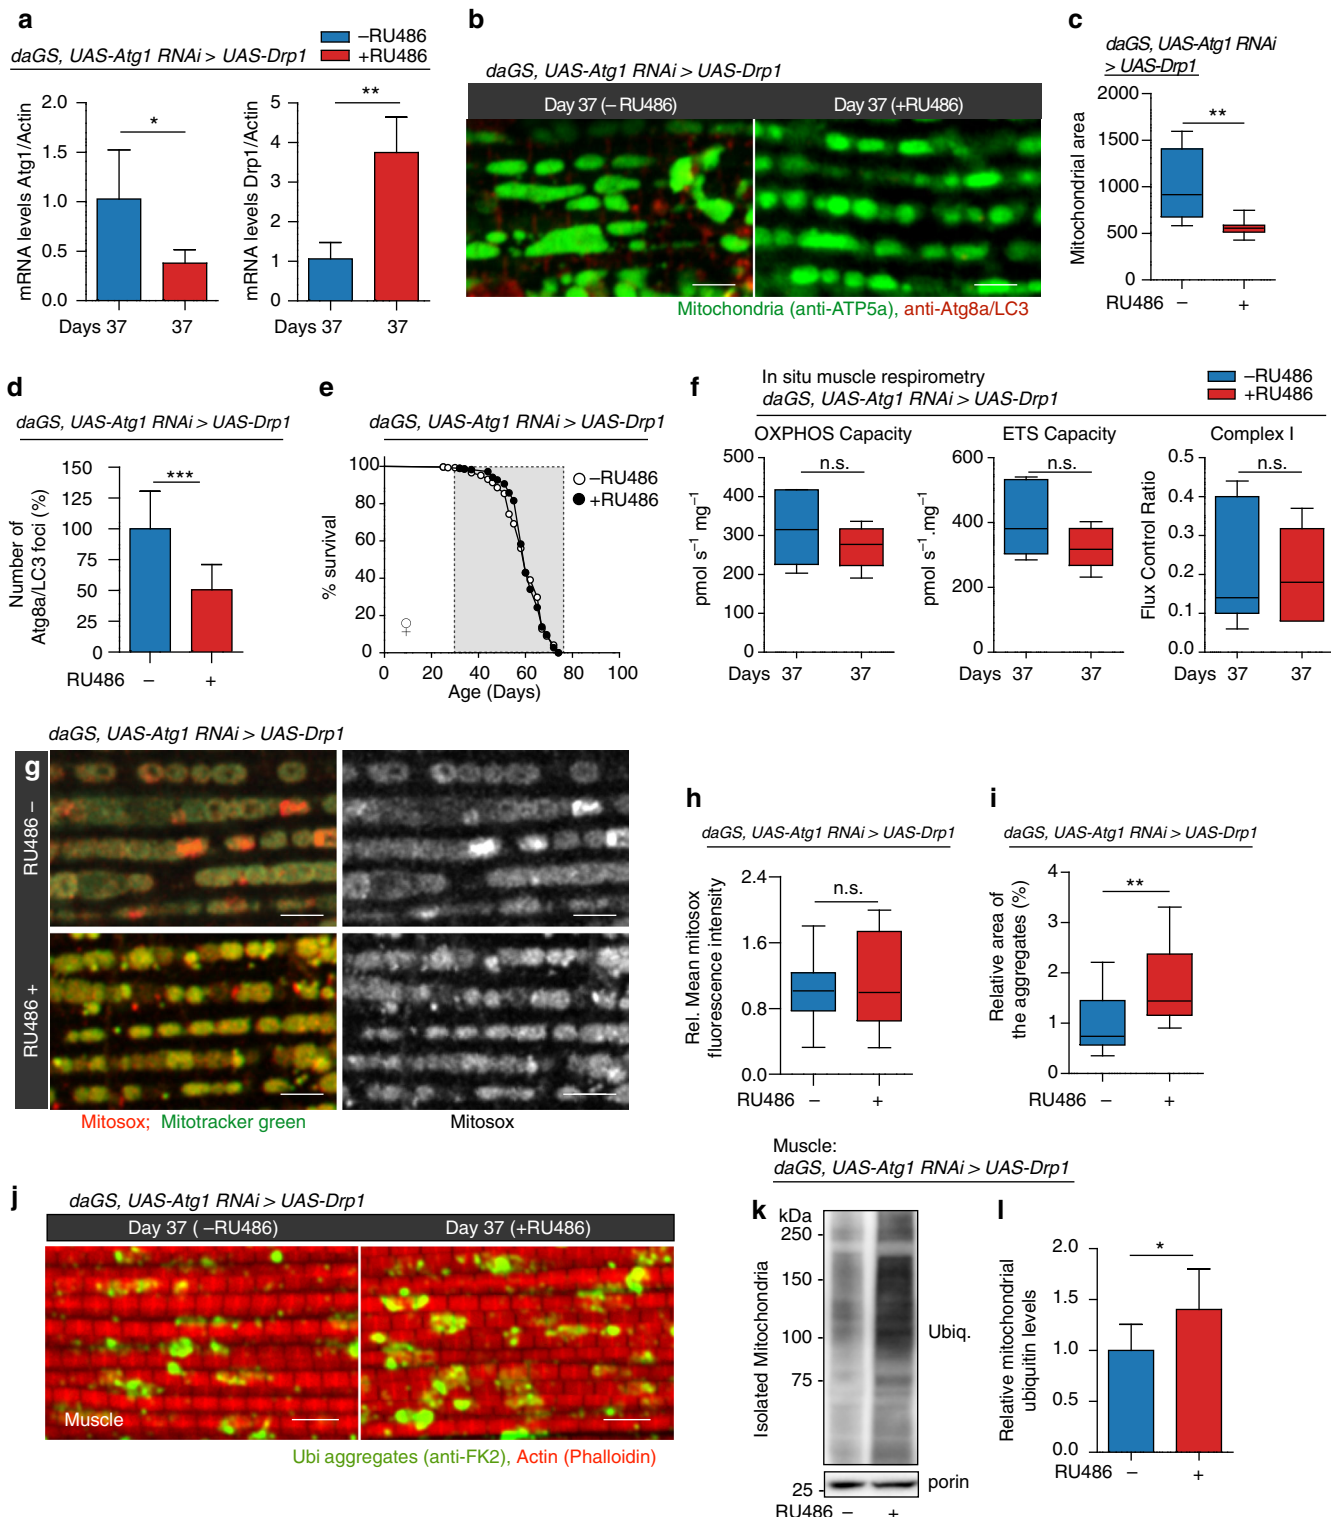 a
daGS, UAS-Atg1 RNAi > UAS-Drp1
–RU486
+RU486
mRNA levels Atg1/Actin
2.0
1.5
1.0
0.5
0.0
*
Days 37
37
mRNA levels Drp1/Actin
5
4
3
2
1
0
**
Days 37
37
b
daGS, UAS-Atg1 RNAi > UAS-Drp1
Day 37 (– RU486)
Day 37 (+RU486)
Mitochondria (anti-ATP5a), anti-Atg8a/LC3
c
daGS, UAS-Atg1 RNAi
> UAS-Drp1
Mitochondrial area
2000
1500
1000
500
0
**
RU486 – +
d
daGS, UAS-Atg1 RNAi > UAS-Drp1
Number of
Atg8a/LC3 foci (%)
150
125
100
75
50
25
0
***
RU486 – +
e
daGS, UAS-Atg1 RNAi > UAS-Drp1
% survival
100
80
60
40
20
0
–RU486
+RU486
♀
0 20 40 60 80 100
Age (Days)
f
In situ muscle respirometry
daGS, UAS-Atg1 RNAi > UAS-Drp1
–RU486
+RU486
OXPHOS Capacity
pmol s⁻¹ mg⁻¹
500
400
300
200
100
0
n.s.
Days 37 37
ETS Capacity
pmol s⁻¹.mg⁻¹
600
400
200
0
n.s.
Days 37 37
Complex I
Flux Control Ratio
0.5
0.4
0.3
0.2
0.1
0.0
n.s.
Days 37 37
g
daGS, UAS-Atg1 RNAi > UAS-Drp1
RU486 –
RU486 +
Mitosox; Mitotracker green
Mitosox
h
daGS, UAS-Atg1 RNAi > UAS-Drp1
Rel. Mean mitosox
fluorescence intensity
2.4
1.6
0.8
0.0
n.s.
RU486 – +
i
daGS, UAS-Atg1 RNAi > UAS-Drp1
Relative area of
the aggregates (%)
4
3
2
1
0
**
RU486 – +
j
daGS, UAS-Atg1 RNAi > UAS-Drp1
Day 37 ( –RU486)
Day 37 (+RU486)
Muscle
Ubi aggregates (anti-FK2), Actin (Phalloidin)
Muscle:
daGS, UAS-Atg1 RNAi > UAS-Drp1
k
kDa
250
150
100
75
25
Isolated Mitochondria
Ubiq.
porin
RU486 – +
l
Relative mitochondrial
ubiquitin levels
2.0
1.5
1.0
0.5
0.0
*
RU486 – +